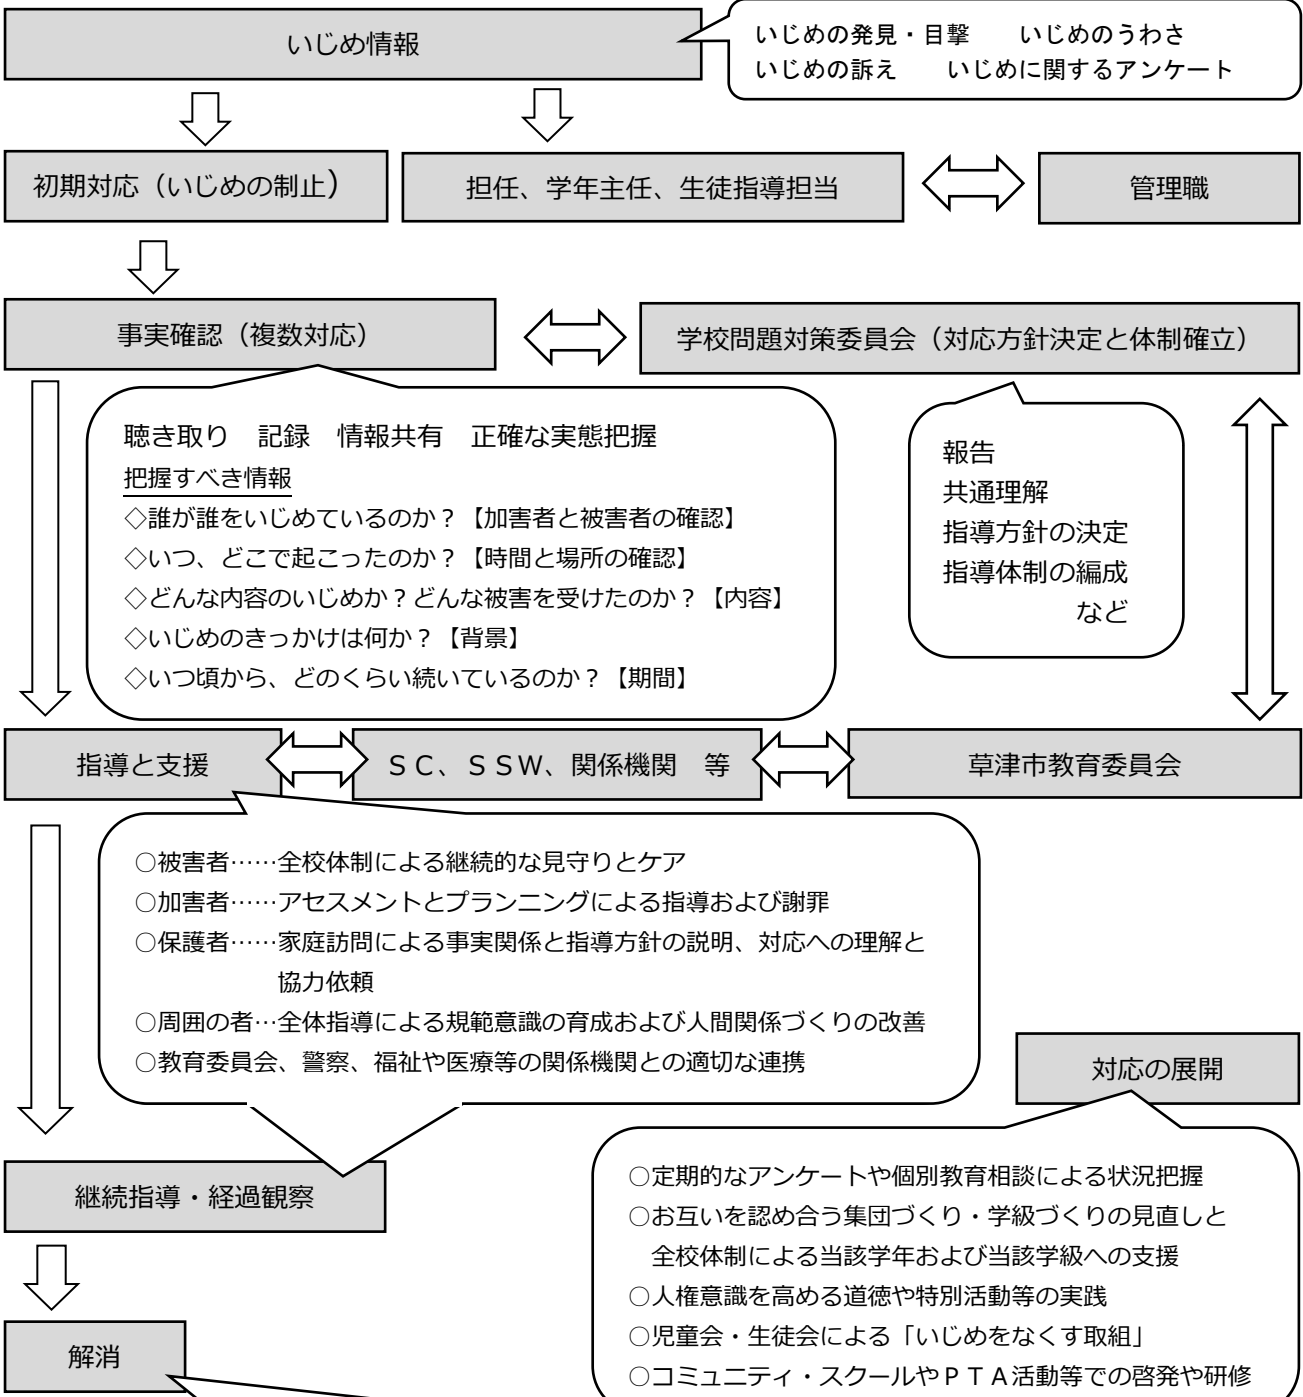 いじめ情報
いじめの発見・目撃　　いじめのうわさ
いじめの訴え　　いじめに関するアンケート
初期対応（いじめの制止）
担任、学年主任、生徒指導担当
管理職
事実確認（複数対応）
学校問題対策委員会（対応方針決定と体制確立）
聴き取り　記録　情報共有　正確な実態把握
把握すべき情報
◇誰が誰をいじめているのか？【加害者と被害者の確認】
◇いつ、どこで起こったのか？【時間と場所の確認】
◇どんな内容のいじめか？どんな被害を受けたのか？【内容】
◇いじめのきっかけは何か？【背景】
◇いつ頃から、どのくらい続いているのか？【期間】
報告
共通理解
指導方針の決定
指導体制の編成
など
指導と支援
ＳＣ、ＳＳＷ、関係機関　等
草津市教育委員会
○被害者……全校体制による継続的な見守りとケア
○加害者……アセスメントとプランニングによる指導および謝罪
○保護者……家庭訪問による事実関係と指導方針の説明、対応への理解と
協力依頼
○周囲の者…全体指導による規範意識の育成および人間関係づくりの改善
○教育委員会、警察、福祉や医療等の関係機関との適切な連携
対応の展開
継続指導・経過観察
○定期的なアンケートや個別教育相談による状況把握
○お互いを認め合う集団づくり・学級づくりの見直しと
全校体制による当該学年および当該学級への支援
○人権意識を高める道徳や特別活動等の実践
○児童会・生徒会による「いじめをなくす取組」
○コミュニティ・スクールやＰＴＡ活動等での啓発や研修
解消